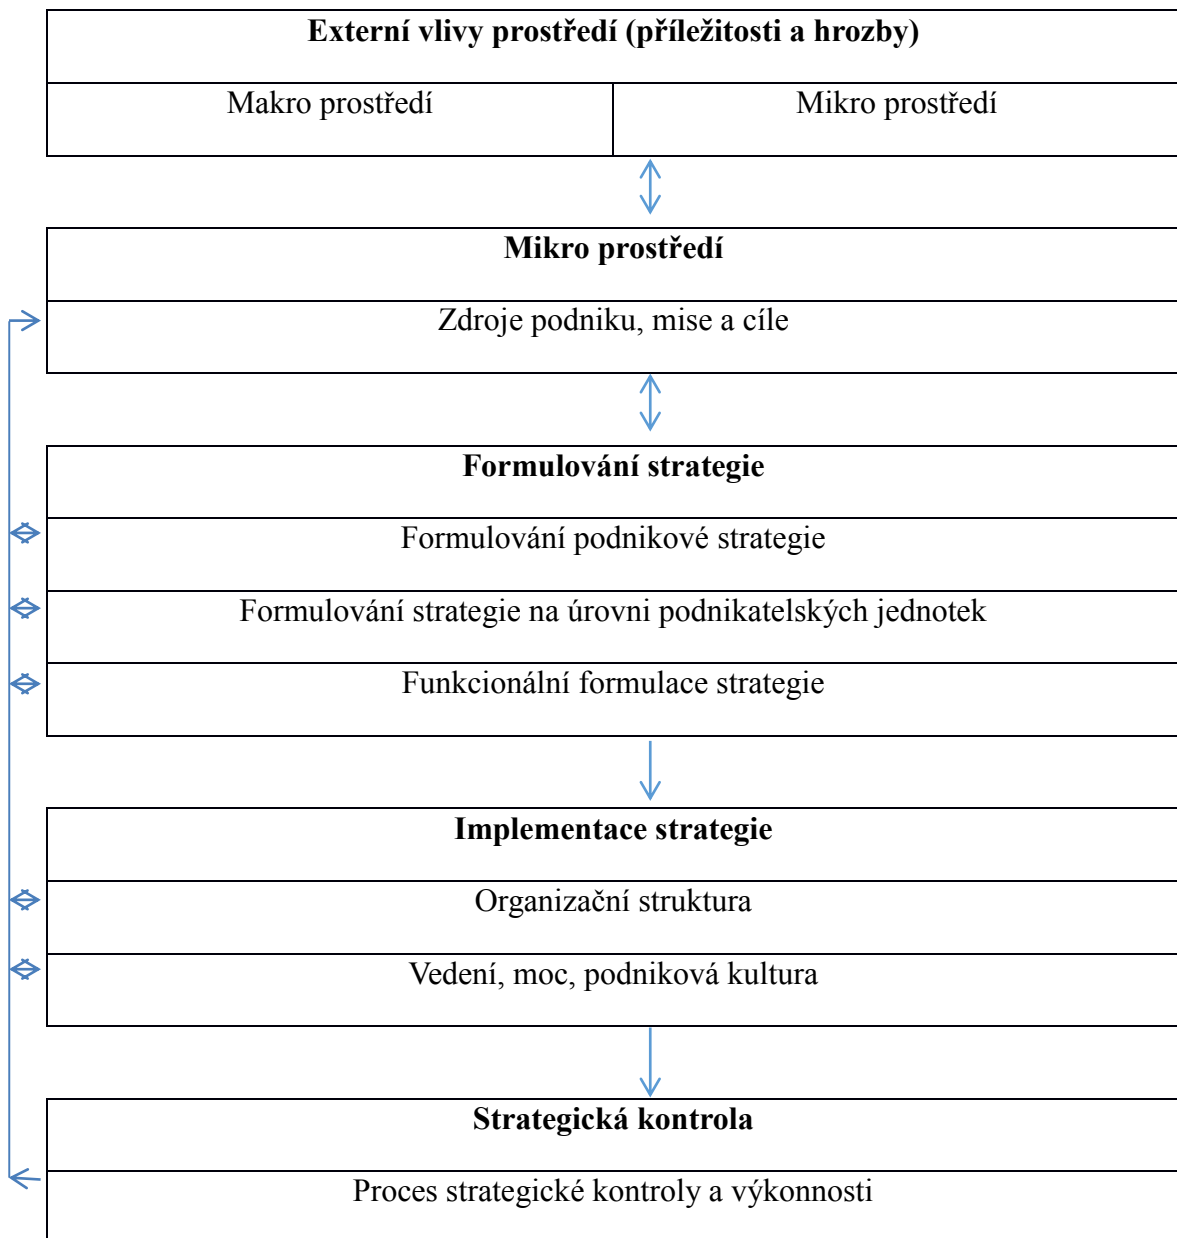 Externí vlivy prostředí (příležitosti a hrozby)
Makro prostředí
Mikro prostředí
Mikro prostředí
Zdroje podniku, mise a cíle
Formulování strategie
Formulování podnikové strategie
Formulování strategie na úrovni podnikatelských jednotek
Funkcionální formulace strategie
Implementace strategie
Organizační struktura
Vedení, moc, podniková kultura
Strategická kontrola
Proces strategické kontroly a výkonnosti